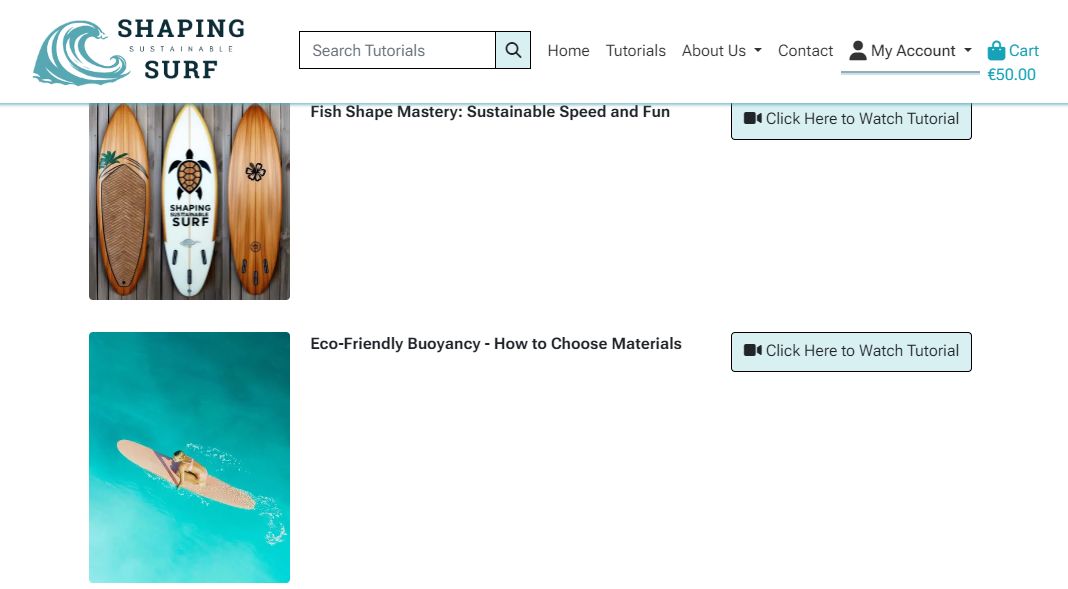 SHAPING
SUSTAINABLE
SURF
Search Tutorials
Home
Tutorials
About Us
Contact
My Account
Cart
€50.00
Fish Shape Mastery: Sustainable Speed and Fun
Click Here to Watch Tutorial
SHAPING
SUSTAINABLE
SURF
Eco-Friendly Buoyancy - How to Choose Materials
Click Here to Watch Tutorial